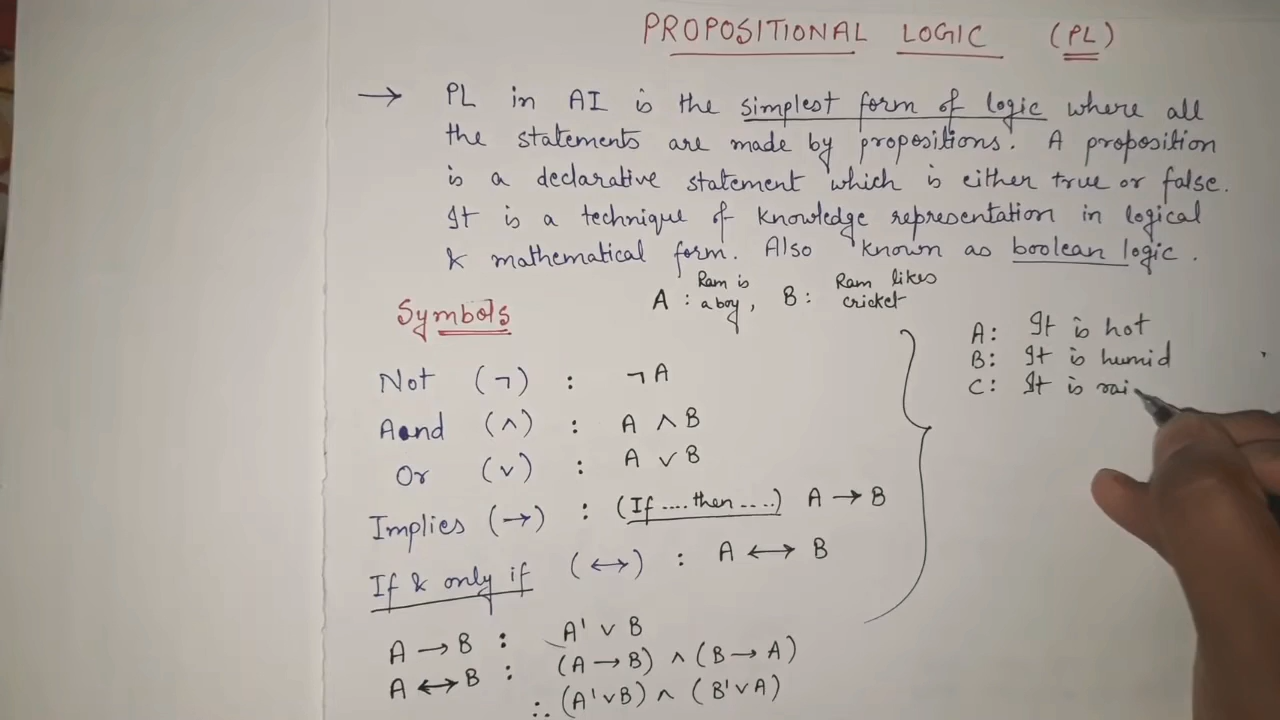 PROPOSITIONAL LOGIC (PL)
→ PL in AI is the simplest form of logic where all
the statements are made by propositions. A proposition
is a declarative statement which is either true or false.
It is a technique of knowledge representation in logical
& mathematical form. Also known as boolean logic.
A : Ram is a boy, B : Ram likes cricket
Symbols
Not (¬) : ¬A
And (∧) : A ∧ B
Or (∨) : A ∨ B
Implies (→) : (If ....then ....) A → B
If & only if (↔) : A ↔ B
A → B : A' ∨ B
A ↔ B : (A → B) ∧ (B → A)
∴ (A' ∨ B) ∧ (B' ∨ A)
A: It is hot
B: It is humid
C: It is rai